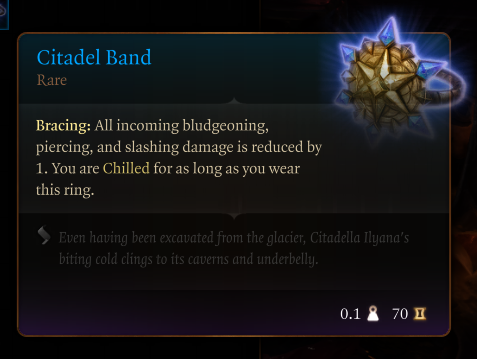 Citadel Band
Rare
Bracing: All incoming bludgeoning,
piercing, and slashing damage is reduced by
1. You are Chilled for as long as you wear
this ring.
Even having been excavated from the glacier, Citadella Ilyana's
biting cold clings to its caverns and underbelly.
0.1 70